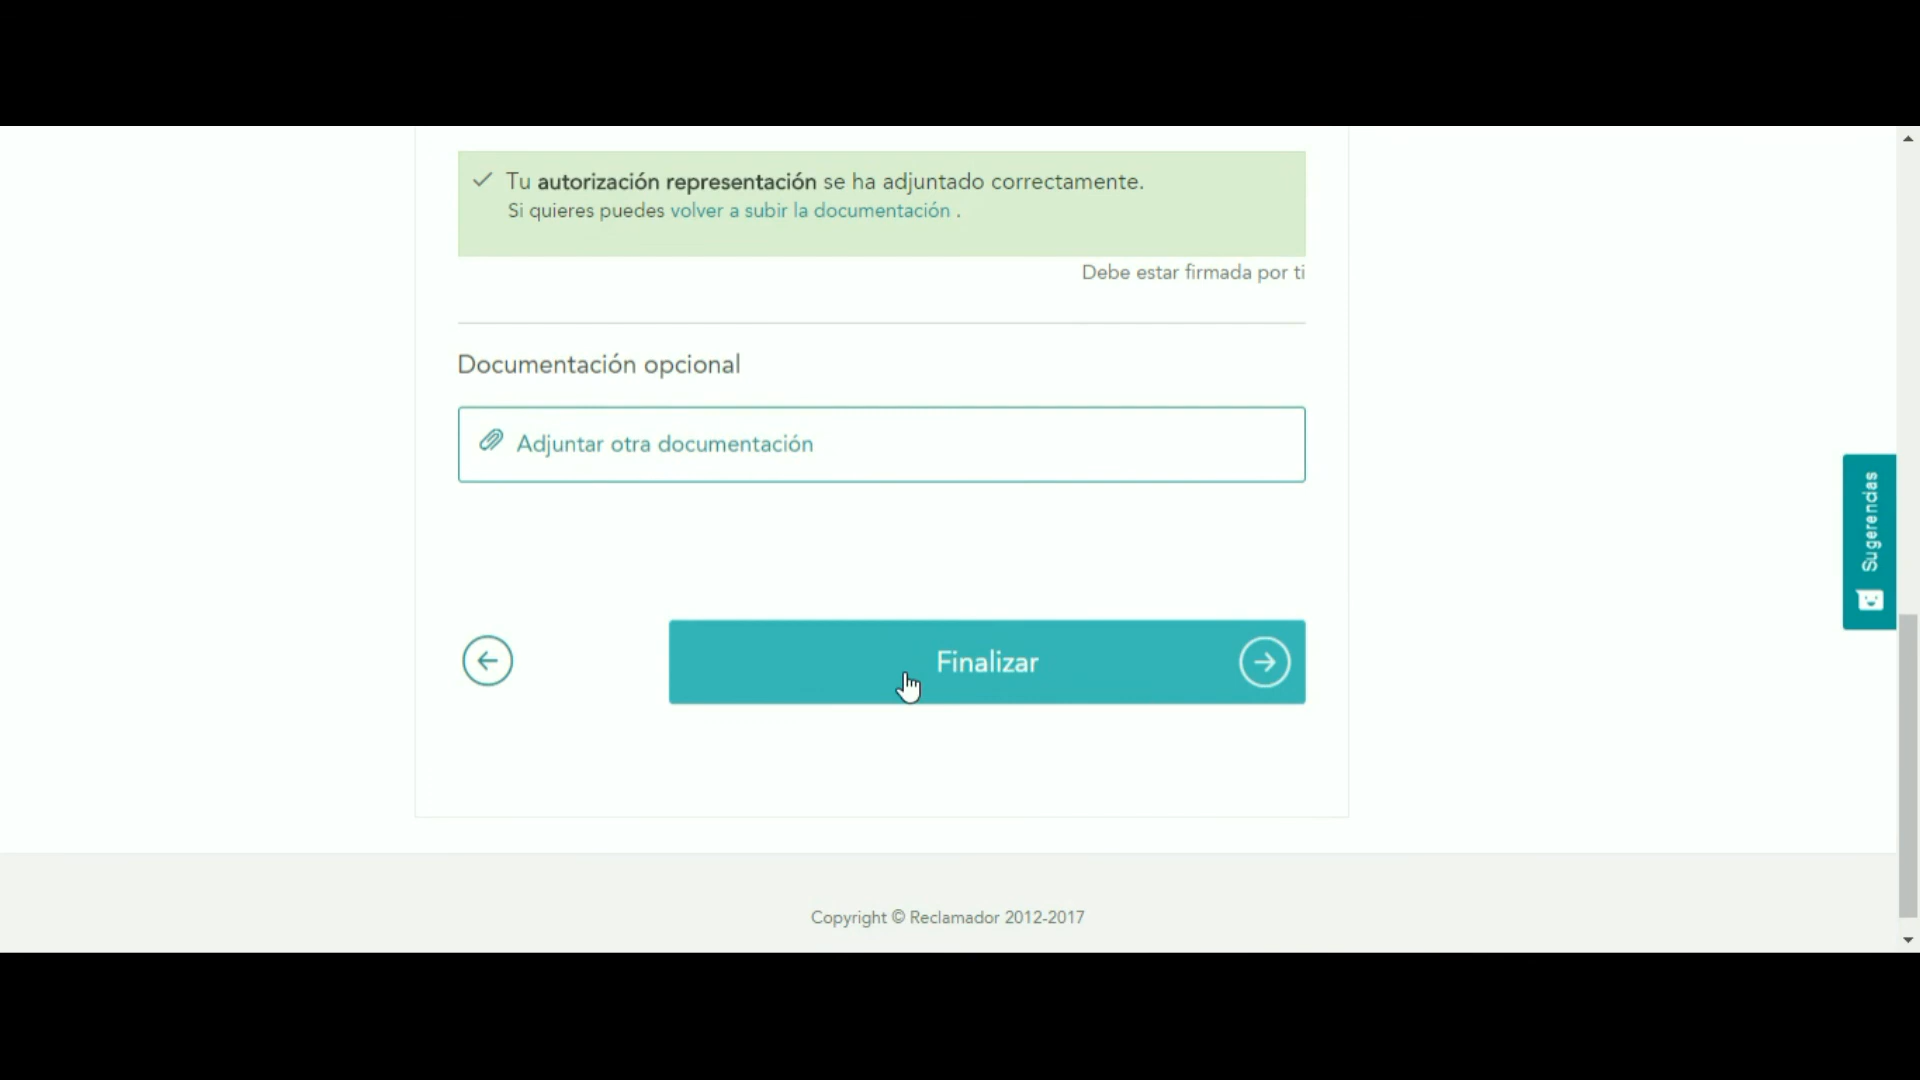 Tu autorización representación se ha adjuntado correctamente.
Si quieres puedes volver a subir la documentación .
Debe estar firmada por ti
Documentación opcional
Adjuntar otra documentación
Finalizar
Sugerencias
Copyright © Reclamador 2012-2017